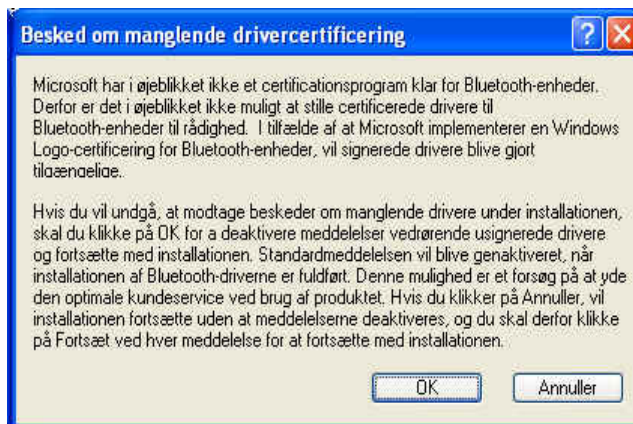 Besked om manglende drivercertificering
Microsoft har i øjeblikket ikke et certificationsprogram klar for Bluetooth-enheder.
Derfor er det i øjeblikket ikke muligt at stille certificerede drivere til
Bluetooth-enheder til rådighed. I tilfælde af at Microsoft implementerer en Windows
Logo-certificering for Bluetooth-enheder, vil signerede drivere blive gjort
tilgængelige.
Hvis du vil undgå, at modtage beskeder om manglende drivere under installationen,
skal du klikke på OK for a deaktivere meddelelser vedrørende usignerede drivere
og fortsætte med installationen. Standardmeddelelsen vil blive genaktiveret, når
installationen af Bluetooth-driverne er fuldført. Denne mulighed er et forsøg på at yde
den optimale kundeservice ved brug af produktet. Hvis du klikker på Annuller, vil
installationen fortsætte uden at meddelelserne deaktiveres, og du skal derfor klikke
på Fortsæt ved hver meddelelse for at fortsætte med installationen.
OK Annuller